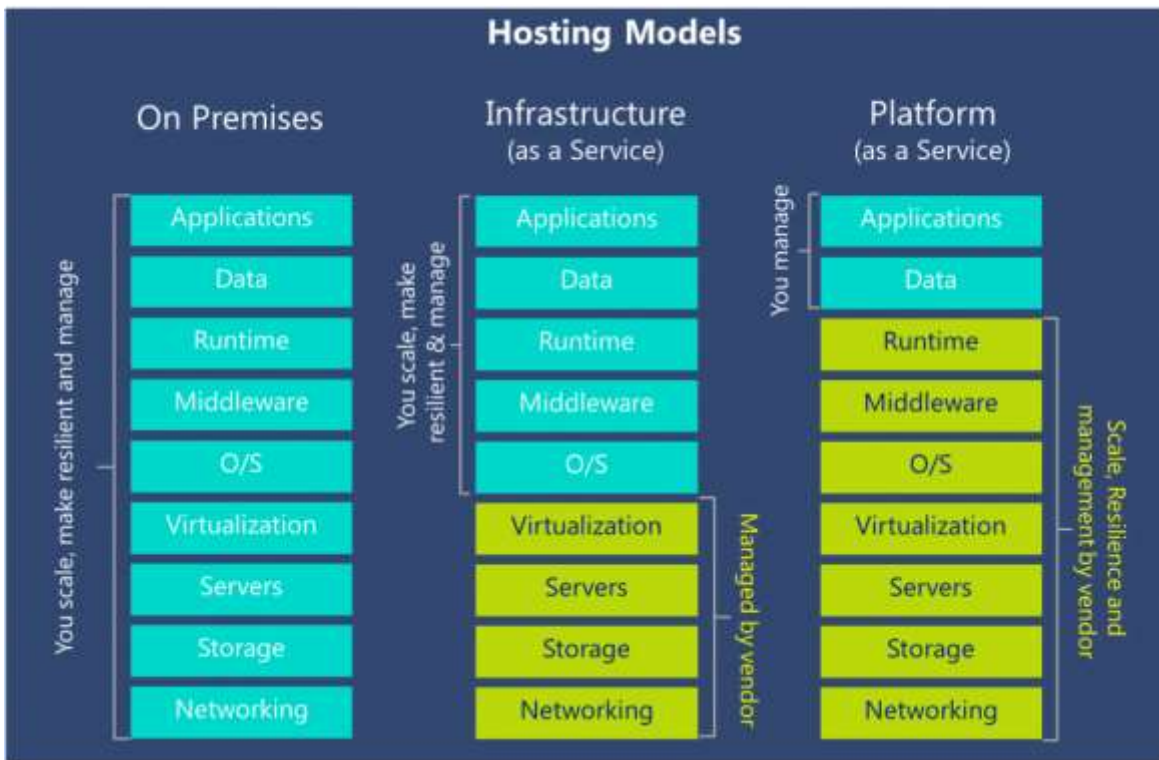 Hosting Models
On Premises
You scale, make resilient and manage
Applications
Data
Runtime
Middleware
O/S
Virtualization
Servers
Storage
Networking
Infrastructure
(as a Service)
You scale, make
resilient & manage
Applications
Data
Runtime
Middleware
O/S
Virtualization
Servers
Storage
Networking
Managed by vendor
Platform
(as a Service)
You manage
Applications
Data
Runtime
Middleware
O/S
Virtualization
Servers
Storage
Networking
Scale, Resilience and
management by vendor